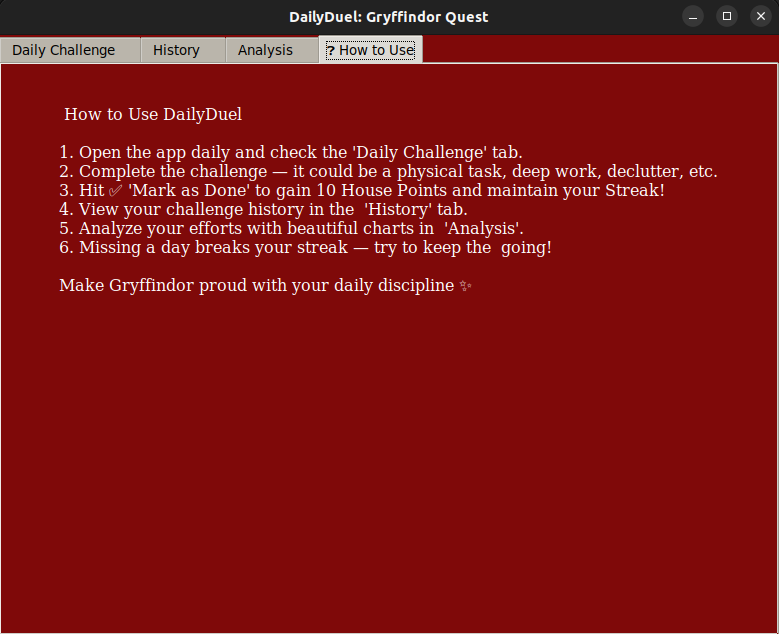 DailyDuel: Gryffindor Quest
Daily Challenge History Analysis ? How to Use
How to Use DailyDuel
1. Open the app daily and check the 'Daily Challenge' tab.
2. Complete the challenge — it could be a physical task, deep work, declutter, etc.
3. Hit ✅ 'Mark as Done' to gain 10 House Points and maintain your Streak!
4. View your challenge history in the  'History' tab.
5. Analyze your efforts with beautiful charts in  'Analysis'.
6. Missing a day breaks your streak — try to keep the  going!
Make Gryffindor proud with your daily discipline ✨